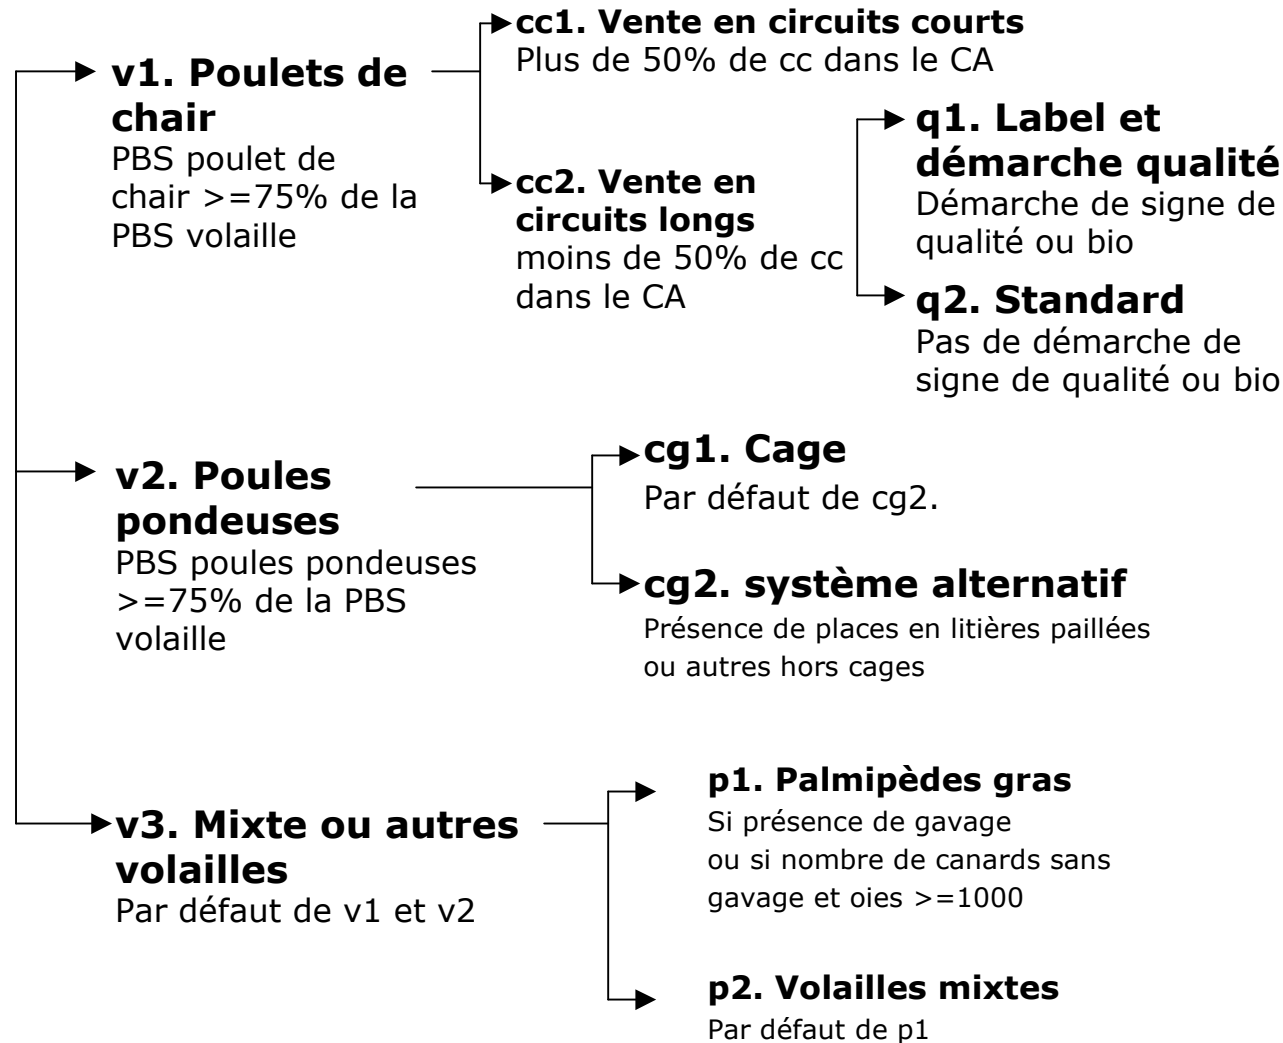 cc1. Vente en circuits courts
Plus de 50% de cc dans le CA
v1. Poulets de
chair
PBS poulet de
chair >=75% de la
PBS volaille
cc2. Vente en
circuits longs
moins de 50% de cc
dans le CA
q1. Label et
démarche qualité
Démarche de signe de
qualité ou bio
q2. Standard
Pas de démarche de
signe de qualité ou bio
v2. Poules
pondeuses
PBS poules pondeuses
>=75% de la PBS
volaille
cg1. Cage
Par défaut de cg2.
cg2. système alternatif
Présence de places en litières paillées
ou autres hors cages
v3. Mixte ou autres
volailles
Par défaut de v1 et v2
p1. Palmipèdes gras
Si présence de gavage
ou si nombre de canards sans
gavage et oies >=1000
p2. Volailles mixtes
Par défaut de p1